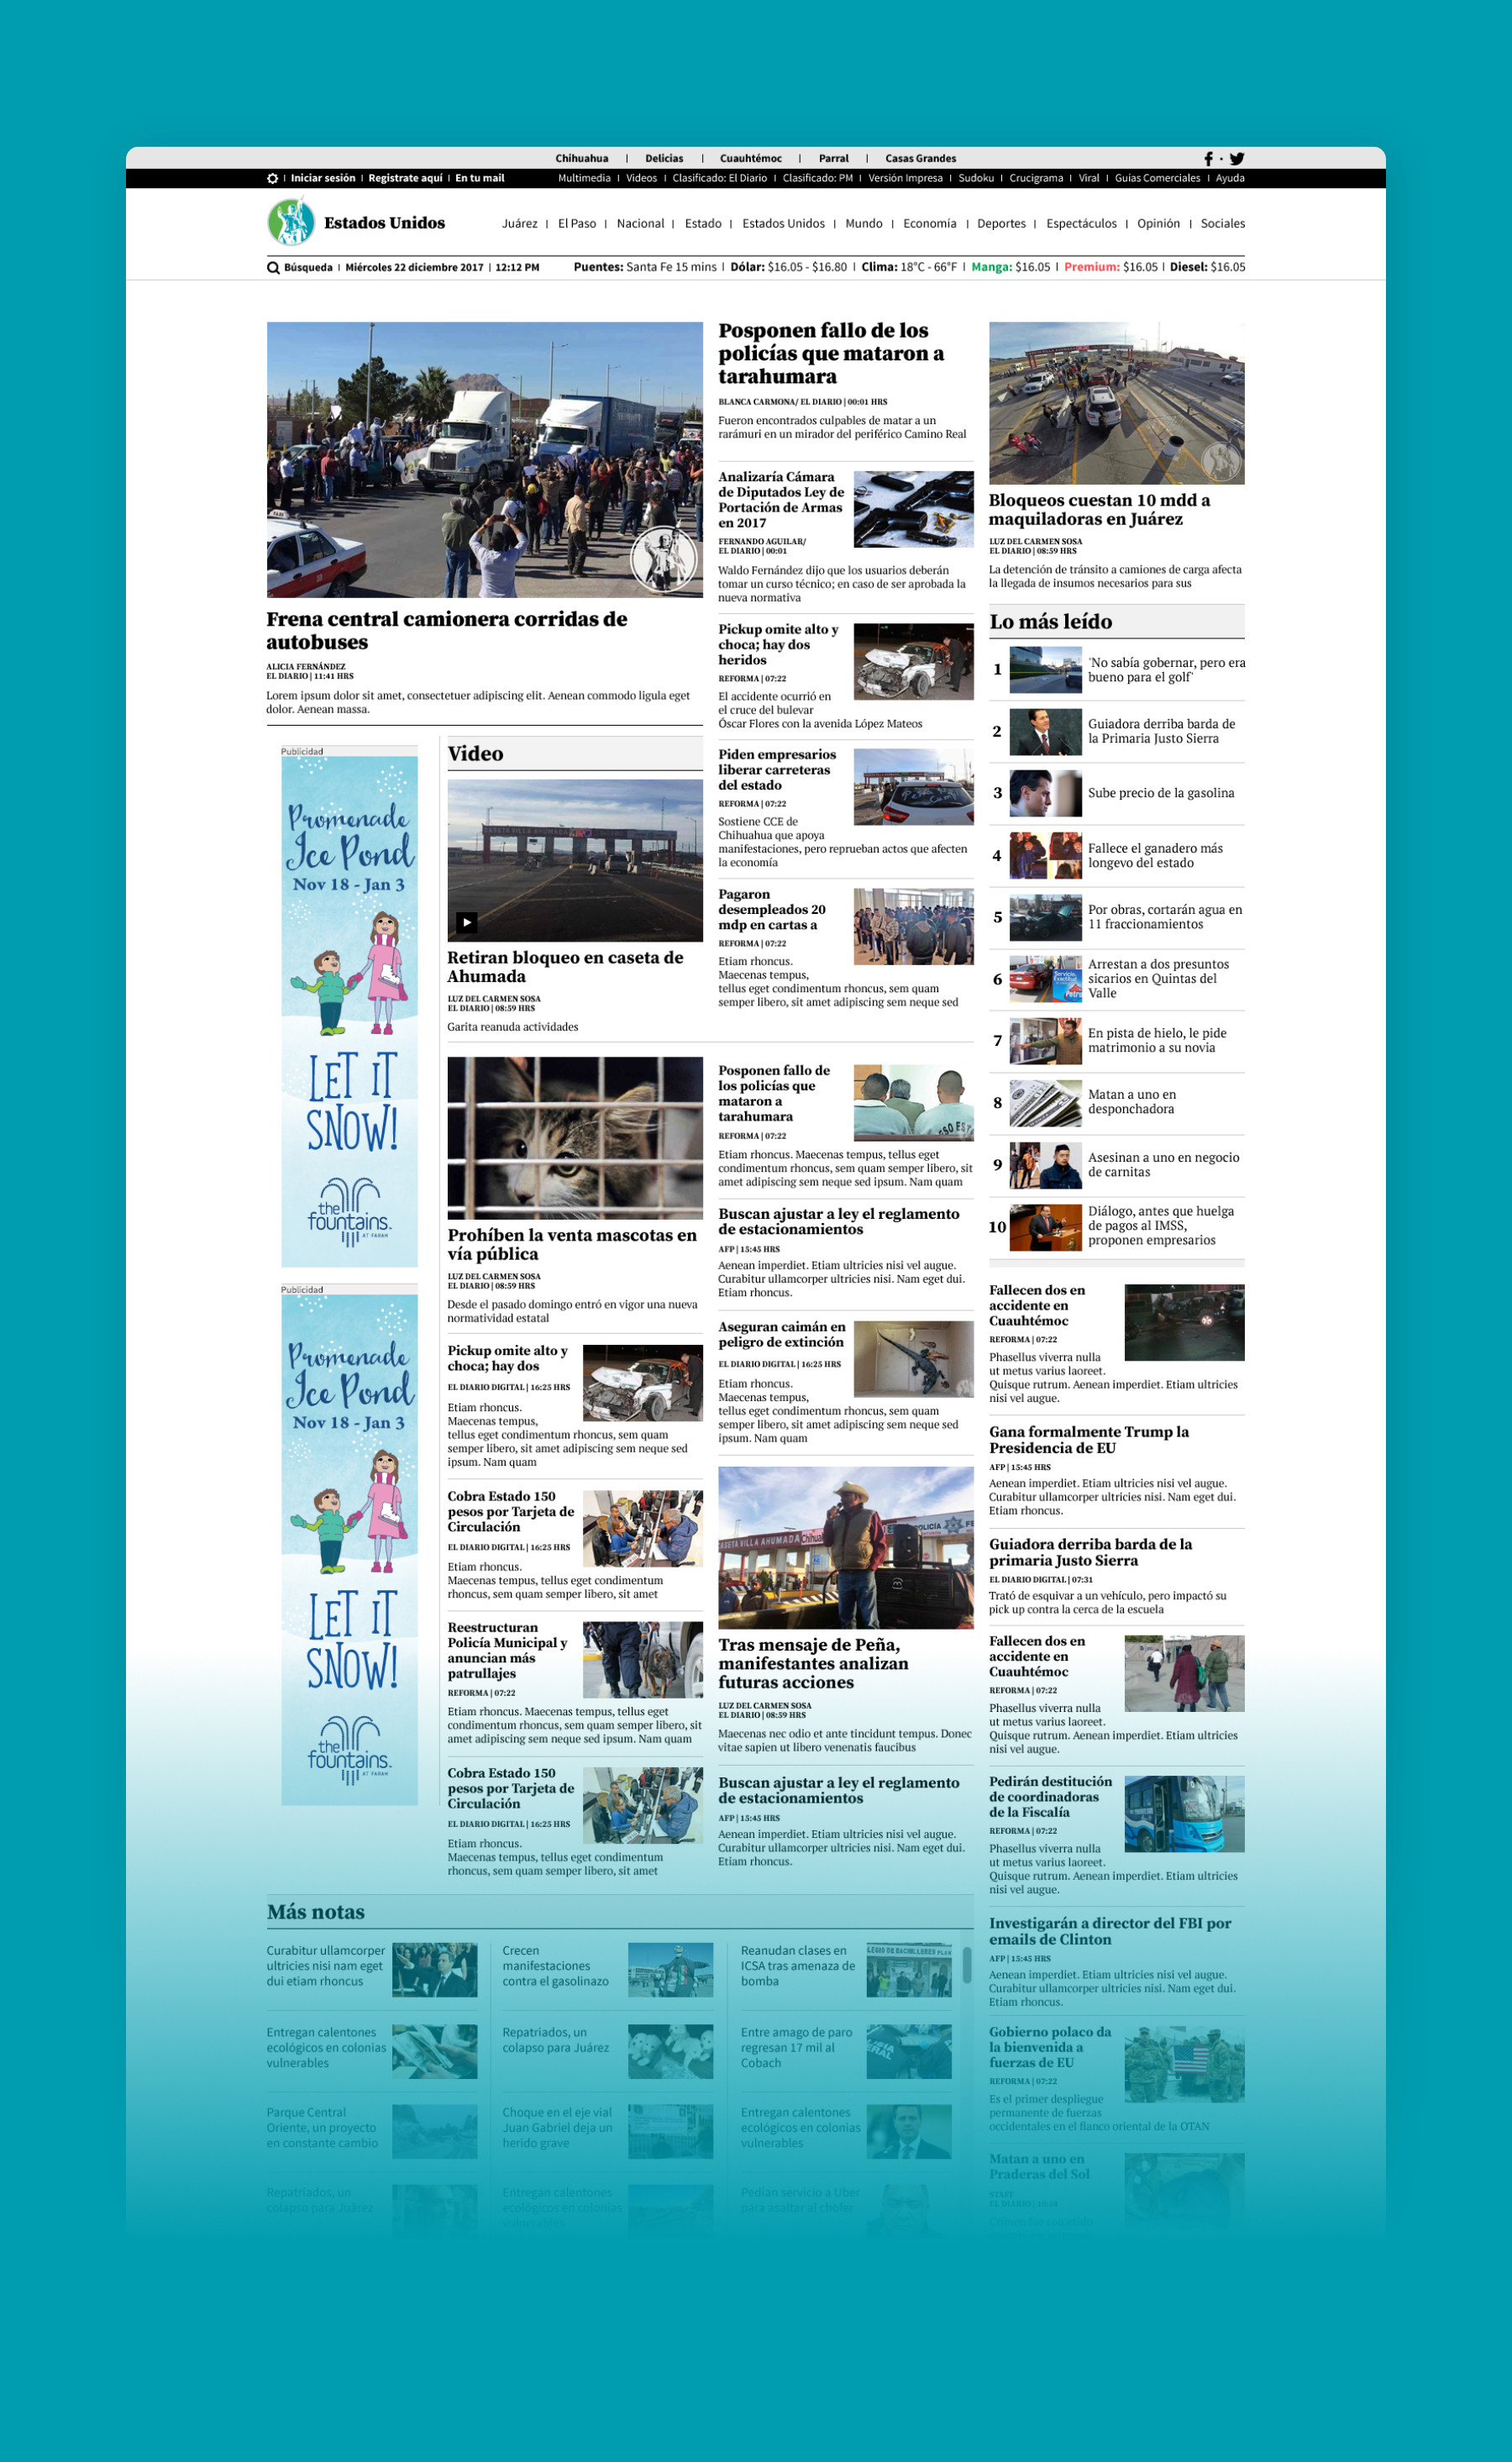 Chihuahua | Delicias | Cuauhtémoc | Parral | Casas Grandes
Iniciar sesión | Registrate aquí | En tu mail
Multimedia | Videos | Clasificado: El Diario | Clasificado: PM | Versión Impresa | Sudoku | Crucigrama | Viral | Guías Comerciales | Ayuda
Estados Unidos
Juárez | El Paso | Nacional | Estado | Estados Unidos | Mundo | Economía | Deportes | Espectáculos | Opinión | Sociales
Búsqueda | Miércoles 22 diciembre 2017 | 12:12 PM
Puentes: Santa Fe 15 mins | Dólar: $16.05 - $16.80 | Clima: 18°C - 66°F | Manga: $16.05 | Premium: $16.05 | Diesel: $16.05
Frena central camionera corridas de
autobuses
ALICIA FERNÁNDEZ
EL DIARIO | 11:41 HRS
Lorem ipsum dolor sit amet, consectetuer adipiscing elit. Aenean commodo ligula eget
dolor. Aenean massa.
Publicidad
Promenade
Ice Pond
Nov 18 - Jan 3
LET IT
SNOW!
the
fountains
AT FARAH
Publicidad
Promenade
Ice Pond
Nov 18 - Jan 3
LET IT
SNOW!
the
fountains
AT FARAH
Video
CASETA VILLA AHUMADA
Retiran bloqueo en caseta de
Ahumada
LUZ DEL CARMEN SOSA
EL DIARIO | 08:59 HRS
Garita reanuda actividades
Prohíben la venta mascotas en
vía pública
LUZ DEL CARMEN SOSA
EL DIARIO | 08:59 HRS
Desde el pasado domingo entró en vigor una nueva
normatividad estatal
Pickup omite alto y
choca; hay dos
EL DIARIO DIGITAL | 16:25 HRS
Etiam rhoncus.
Maecenas tempus,
tellus eget condimentum rhoncus, sem quam
semper libero, sit amet adipiscing sem neque sed
ipsum. Nam quam
Cobra Estado 150
pesos por Tarjeta de
Circulación
EL DIARIO DIGITAL | 16:25 HRS
Etiam rhoncus.
Maecenas tempus, tellus eget condimentum
rhoncus, sem quam semper libero, sit amet
Reestructuran
Policía Municipal y
anuncian más
patrullajes
REFORMA | 07:22
Etiam rhoncus. Maecenas tempus, tellus eget
condimentum rhoncus, sem quam semper libero, sit
amet adipiscing sem neque sed ipsum. Nam quam
Cobra Estado 150
pesos por Tarjeta de
Circulación
EL DIARIO DIGITAL | 16:25 HRS
Etiam rhoncus.
Maecenas tempus, tellus eget condimentum
rhoncus, sem quam semper libero, sit amet
Posponen fallo de los
policías que mataron a
tarahumara
BLANCA CARMONA/ EL DIARIO | 00:01 HRS
Fueron encontrados culpables de matar a un
rarámuri en un mirador del periférico Camino Real
Analizaría Cámara
de Diputados Ley de
Portación de Armas
en 2017
FERNANDO AGUILAR/
EL DIARIO | 00:01
Waldo Fernández dijo que los usuarios deberán
tomar un curso técnico; en caso de ser aprobada la
nueva normativa
Pickup omite alto y
choca; hay dos
heridos
REFORMA | 07:22
El accidente ocurrió en
el cruce del bulevar
Óscar Flores con la avenida López Mateos
Piden empresarios
liberar carreteras
del estado
REFORMA | 07:22
Sostiene CCE de
Chihuahua que apoya
manifestaciones, pero reprueban actos que afecten
la economía
Pagaron
desempleados 20
mdp en cartas a
REFORMA | 07:22
Etiam rhoncus.
Maecenas tempus,
tellus eget condimentum rhoncus, sem quam
semper libero, sit amet adipiscing sem neque sed
Posponen fallo de
los policías que
mataron a
tarahumara
REFORMA | 07:22
Etiam rhoncus. Maecenas tempus, tellus eget
condimentum rhoncus, sem quam semper libero, sit
amet adipiscing sem neque sed ipsum. Nam quam
Buscan ajustar a ley el reglamento
de estacionamientos
AFP | 15:45 HRS
Aenean imperdiet. Etiam ultricies nisi vel augue.
Curabitur ullamcorper ultricies nisi. Nam eget dui.
Etiam rhoncus.
Aseguran caimán en
peligro de extinción
EL DIARIO DIGITAL | 16:25 HRS
Etiam rhoncus.
Maecenas tempus,
tellus eget condimentum rhoncus, sem quam
semper libero, sit amet adipiscing sem neque sed
ipsum. Nam quam
CASETA VILLA AHUMADA Chihuahua
POLICÍA FE
Tras mensaje de Peña,
manifestantes analizan
futuras acciones
LUZ DEL CARMEN SOSA
EL DIARIO | 08:59 HRS
Maecenas nec odio et ante tincidunt tempus. Donec
vitae sapien ut libero venenatis faucibus
Buscan ajustar a ley el reglamento
de estacionamientos
AFP | 15:45 HRS
Aenean imperdiet. Etiam ultricies nisi vel augue.
Curabitur ullamcorper ultricies nisi. Nam eget dui.
Etiam rhoncus.
Bloqueos cuestan 10 mdd a
maquiladoras en Juárez
LUZ DEL CARMEN SOSA
EL DIARIO | 08:59 HRS
La detención de tránsito a camiones de carga afecta
la llegada de insumos necesarios para sus
Lo más leído
1
'No sabía gobernar, pero era
bueno para el golf'
2
Guiadora derriba barda de
la Primaria Justo Sierra
3
Sube precio de la gasolina
4
Fallece el ganadero más
longevo del estado
5
Por obras, cortarán agua en
11 fraccionamientos
6
Arrestan a dos presuntos
sicarios en Quintas del
Valle
7
En pista de hielo, le pide
matrimonio a su novia
8
Matan a uno en
desponchadora
9
Asesinan a uno en negocio
de carnitas
10
Diálogo, antes que huelga
de pagos al IMSS,
proponen empresarios
Fallecen dos en
accidente en
Cuauhtémoc
REFORMA | 07:22
Phasellus viverra nulla
ut metus varius laoreet.
Quisque rutrum. Aenean imperdiet. Etiam ultricies
nisi vel augue.
Gana formalmente Trump la
Presidencia de EU
AFP | 15:45 HRS
Aenean imperdiet. Etiam ultricies nisi vel augue.
Curabitur ullamcorper ultricies nisi. Nam eget dui.
Etiam rhoncus.
Guiadora derriba barda de la
primaria Justo Sierra
EL DIARIO DIGITAL | 07:31
Trató de esquivar a un vehículo, pero impactó su
pick up contra la cerca de la escuela
Fallecen dos en
accidente en
Cuauhtémoc
REFORMA | 07:22
Phasellus viverra nulla
ut metus varius laoreet.
Quisque rutrum. Aenean imperdiet. Etiam ultricies
nisi vel augue.
Pedirán destitución
de coordinadoras
de la Fiscalía
REFORMA | 07:22
Phasellus viverra nulla
ut metus varius laoreet.
Quisque rutrum. Aenean imperdiet. Etiam ultricies
nisi vel augue.
Investigarán a director del FBI por
emails de Clinton
AFP | 15:45 HRS
Aenean imperdiet. Etiam ultricies nisi vel augue.
Curabitur ullamcorper ultricies nisi. Nam eget dui.
Etiam rhoncus.
Gobierno polaco da
la bienvenida a
fuerzas de EU
REFORMA | 07:22
Es el primer despliegue
permanente de fuerzas
occidentales en el flanco oriental de la OTAN
Matan a uno en
Praderas del Sol
STAFF
EL DIARIO
Más notas
Curabitur ullamcorper
ultricies nisi nam eget
dui etiam rhoncus
Entregan calentones
ecológicos en colonias
vulnerables
Parque Central
Oriente, un proyecto
en constante cambio
Repatriados, un
colapso para Juárez
Crecen
manifestaciones
contra el gasolinazo
Repatriados, un
colapso para Juárez
Choque en el eje vial
Juan Gabriel deja un
herido grave
Entregan calentones
ecológicos en colonias
vulnerables
Reanudan clases en
ICSA tras amenaza de
bomba
Entre amago de paro
regresan 17 mil al
Cobach
Entregan calentones
ecológicos en colonias
vulnerables
Pedían servicio a Uber
para asaltar al chofer